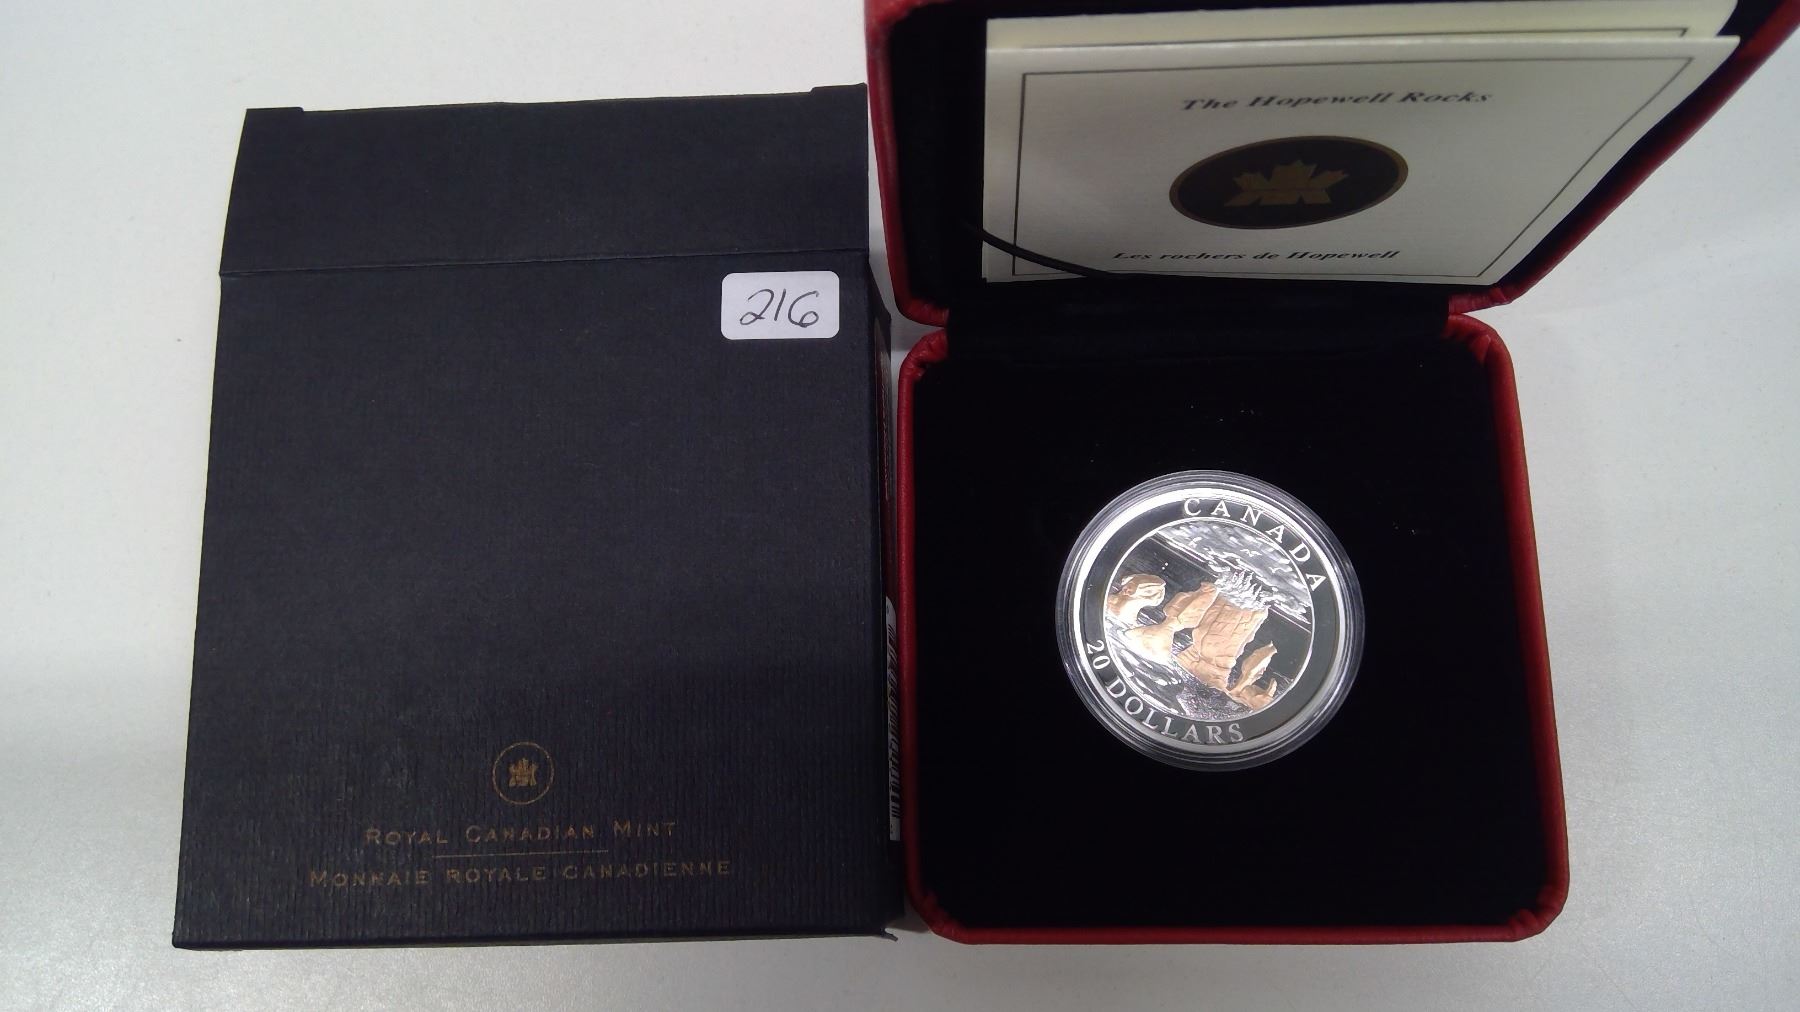 216
ROYAL CANADIAN MINT
MONNAIE ROYALE CANADIENNE
The Hopewell Rocks
Les rochers de Hopewell
CANADA
20 DOLLARS